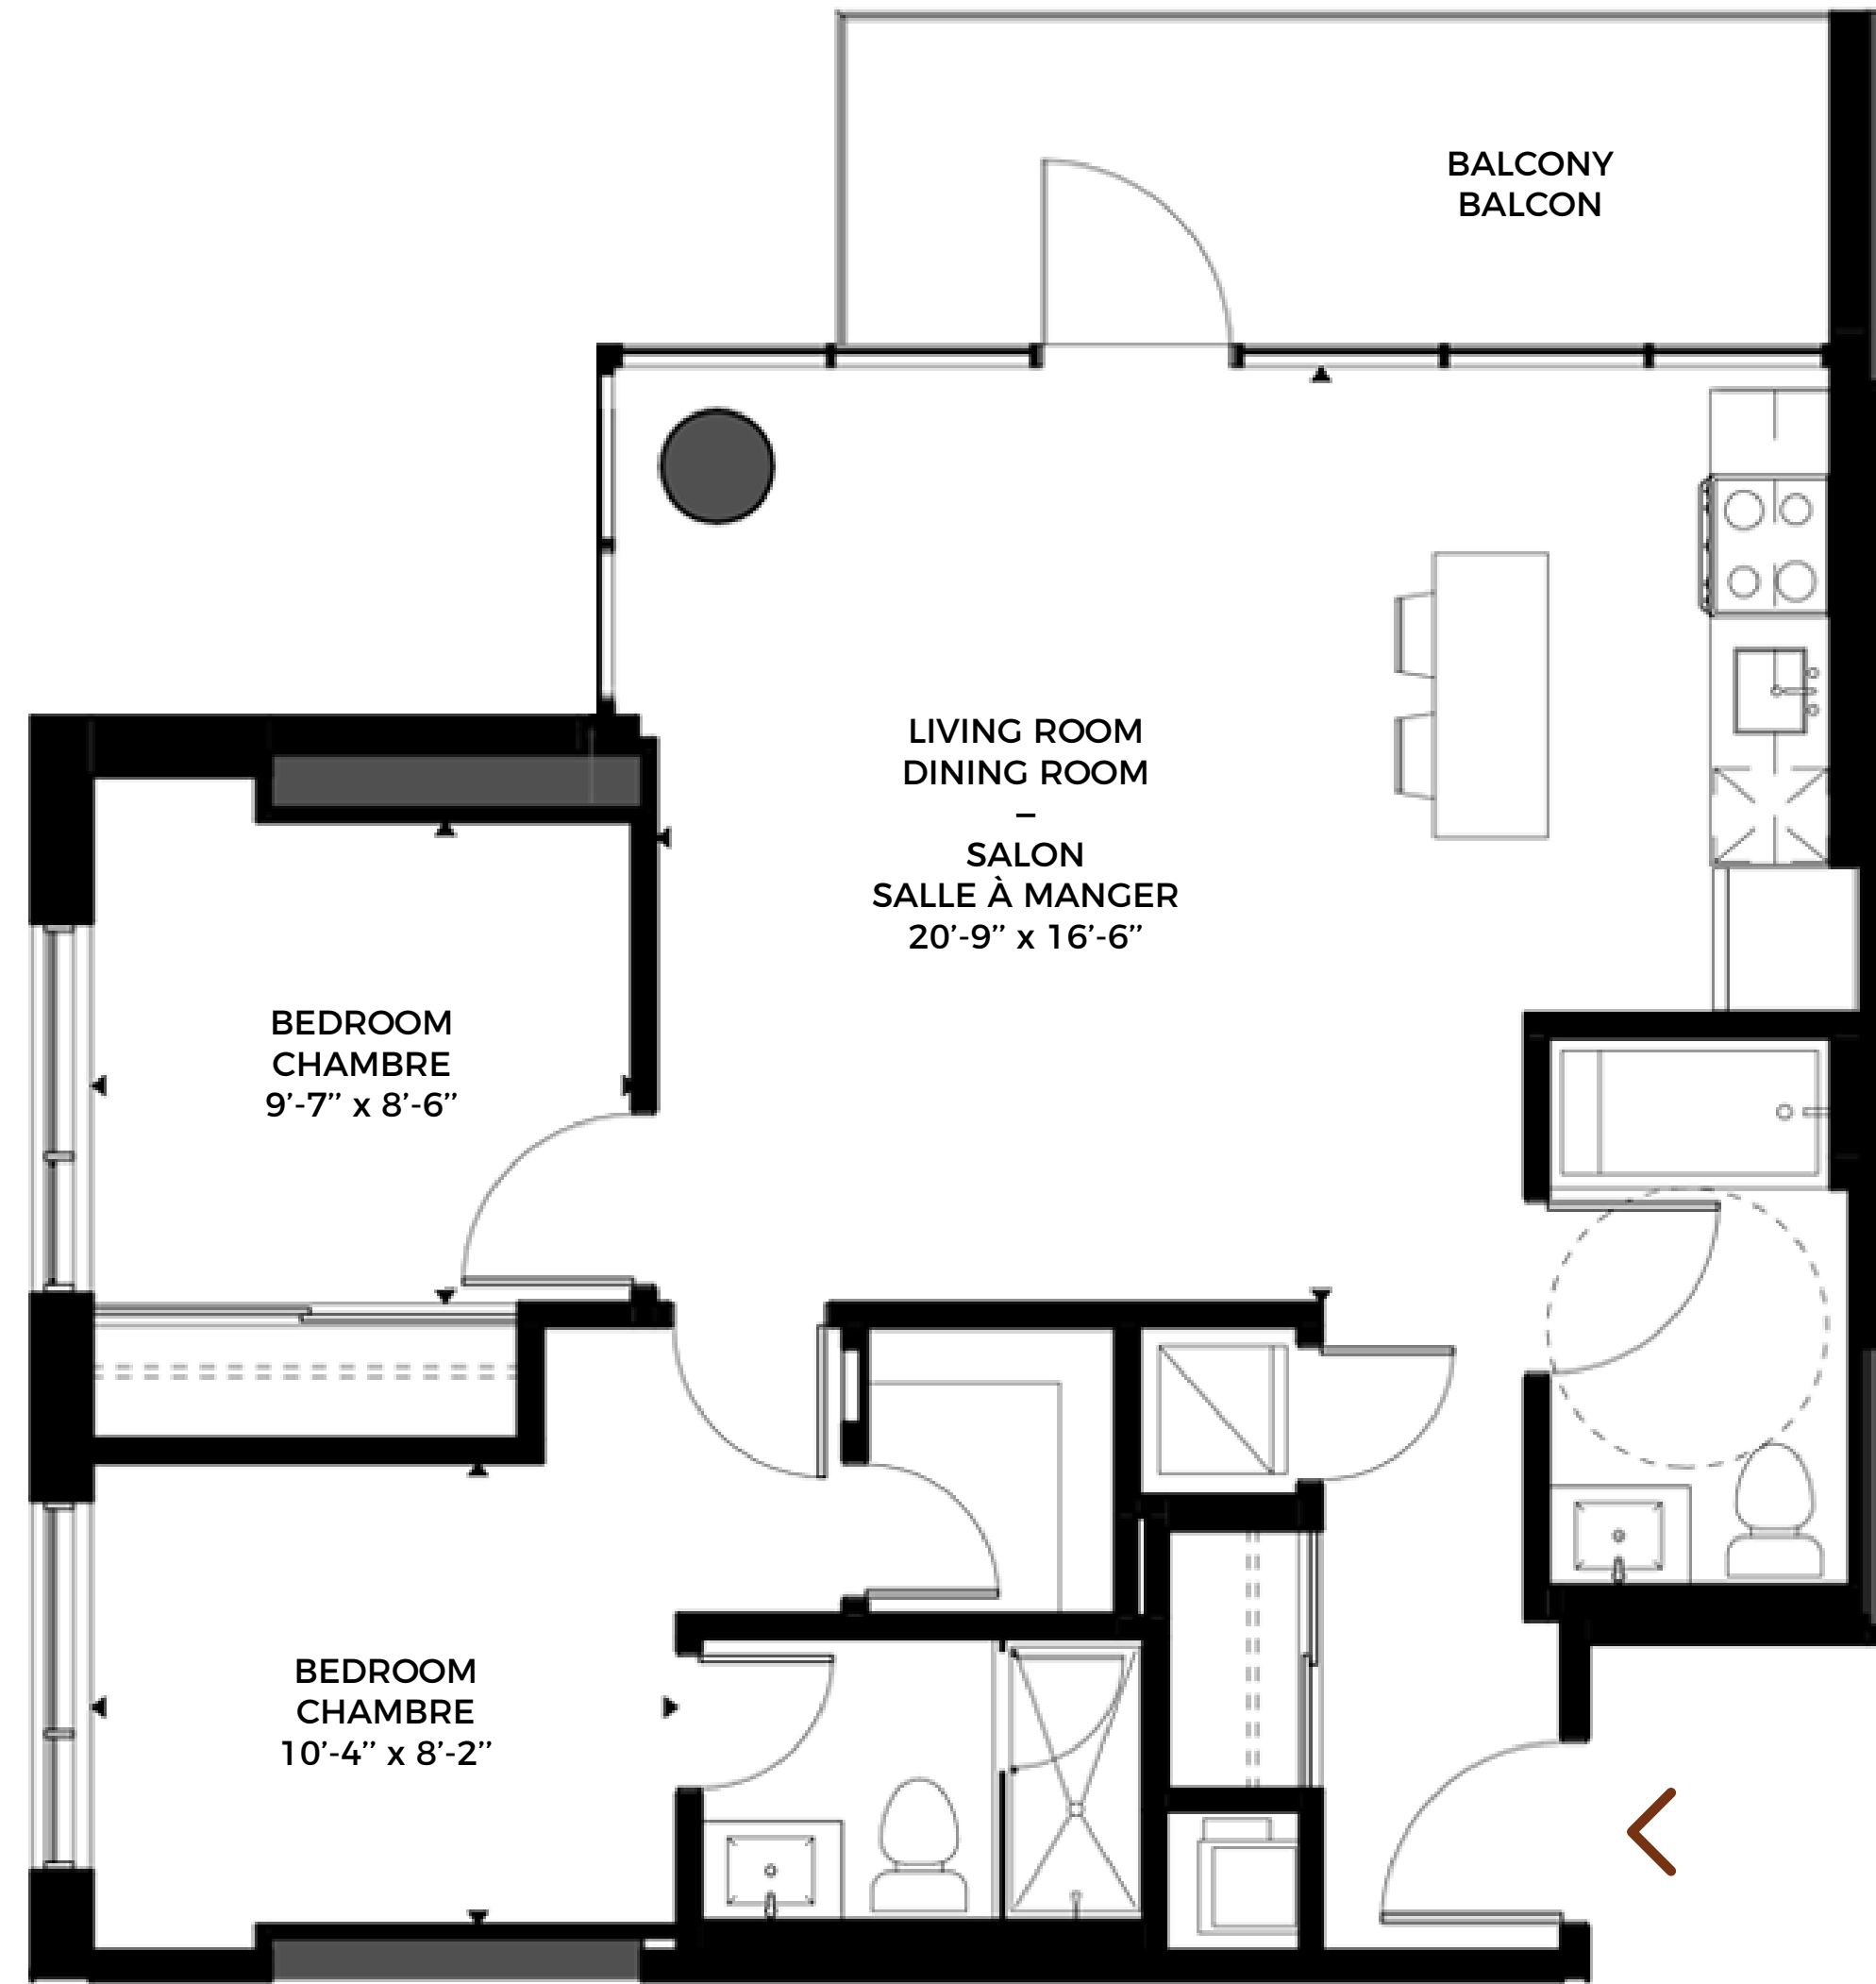 BALCONY
BALCON
LIVING ROOM
DINING ROOM
–
SALON
SALLE À MANGER
20’-9’’ x 16’-6’’
BEDROOM
CHAMBRE
9’-7’’ x 8’-6’’
BEDROOM
CHAMBRE
10’-4’’ x 8’-2’’